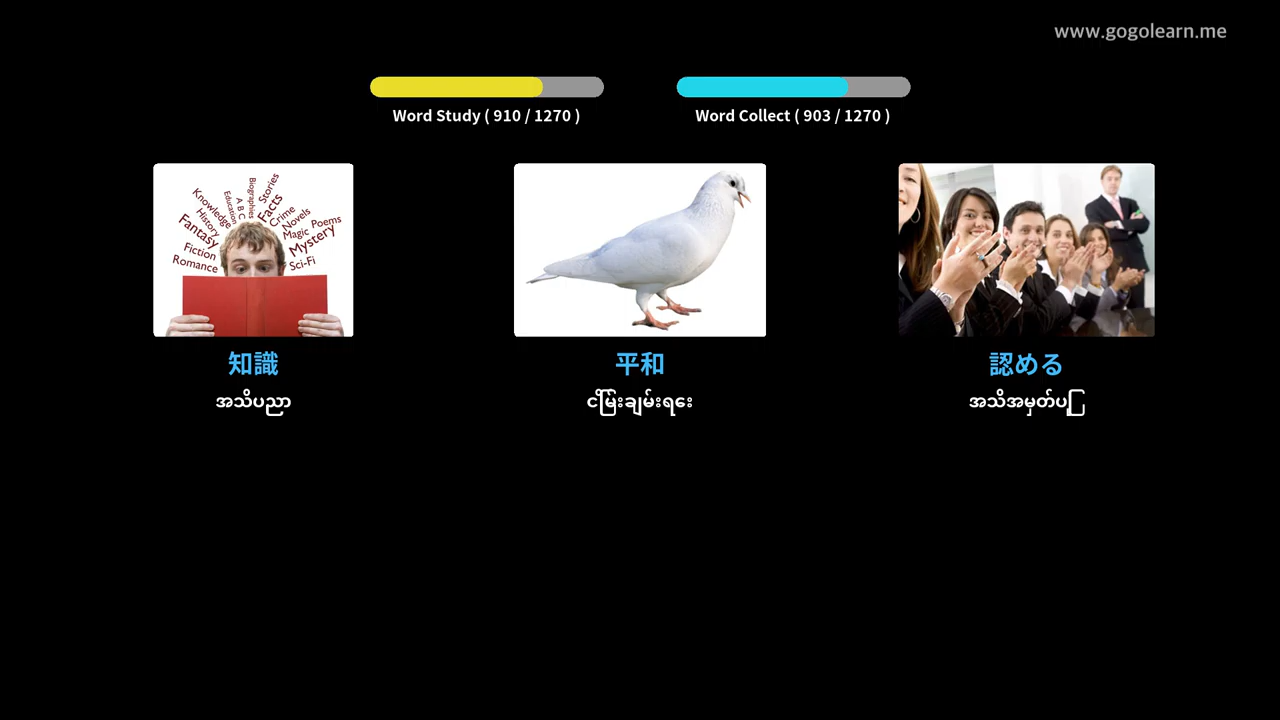 www.gogolearn.me
Word Study ( 910 / 1270 )
Word Collect ( 903 / 1270 )
Knowledge
History
Education
A B C
Biographies
Stories
Facts
Crime
Novels
Magic
Poems
Fantasy
Mystery
Fiction
Sci-Fi
Romance
知識
平和
認める
အသိပညာ
ငြိမ်းချမ်းရေး
အသိအမှတ်ပြု